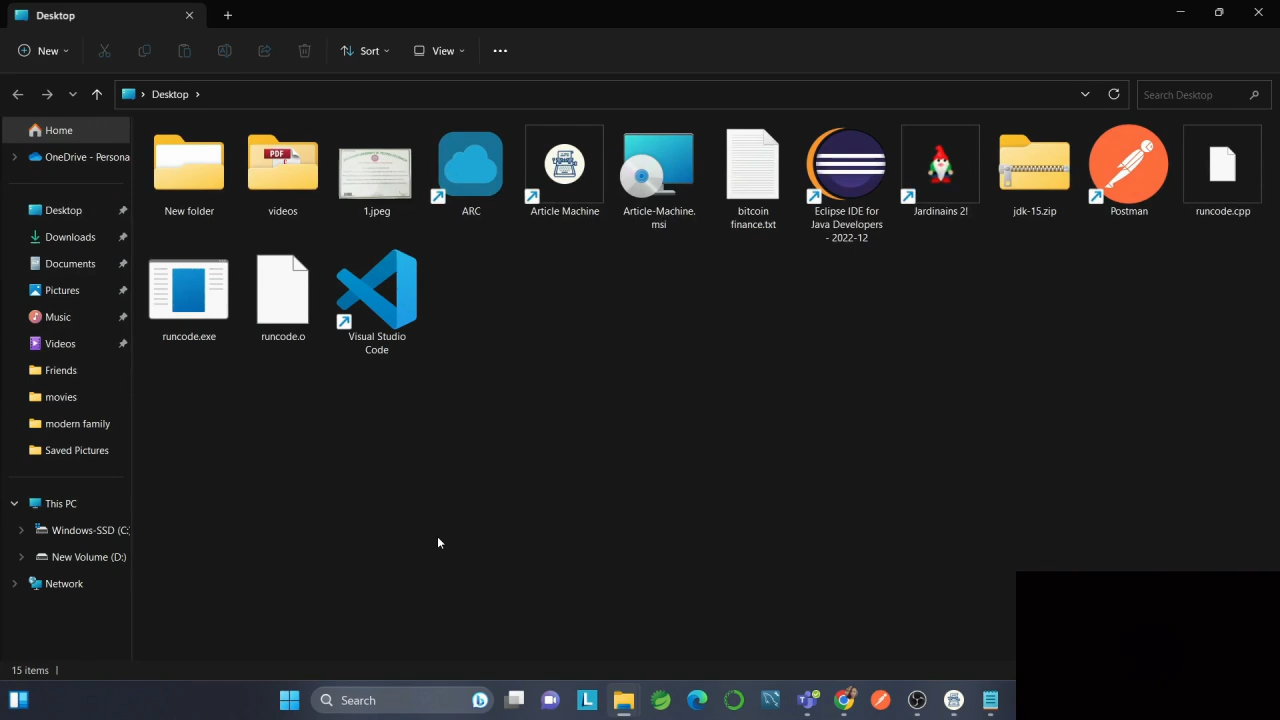 Desktop
New
Sort
View
Desktop
Search Desktop
Home
OneDrive - Persona
Desktop
Downloads
Documents
Pictures
Music
Videos
Friends
movies
modern family
Saved Pictures
This PC
Windows-SSD (C:
New Volume (D:)
Network
New folder
PDF
videos
1.jpeg
ARC
Article Machine
Article-Machine.
msi
bitcoin
finance.txt
Eclipse IDE for
Java Developers
- 2022-12
Jardinains 2!
jdk-15.zip
Postman
runcode.cpp
runcode.exe
runcode.o
Visual Studio
Code
15 items
Search
L